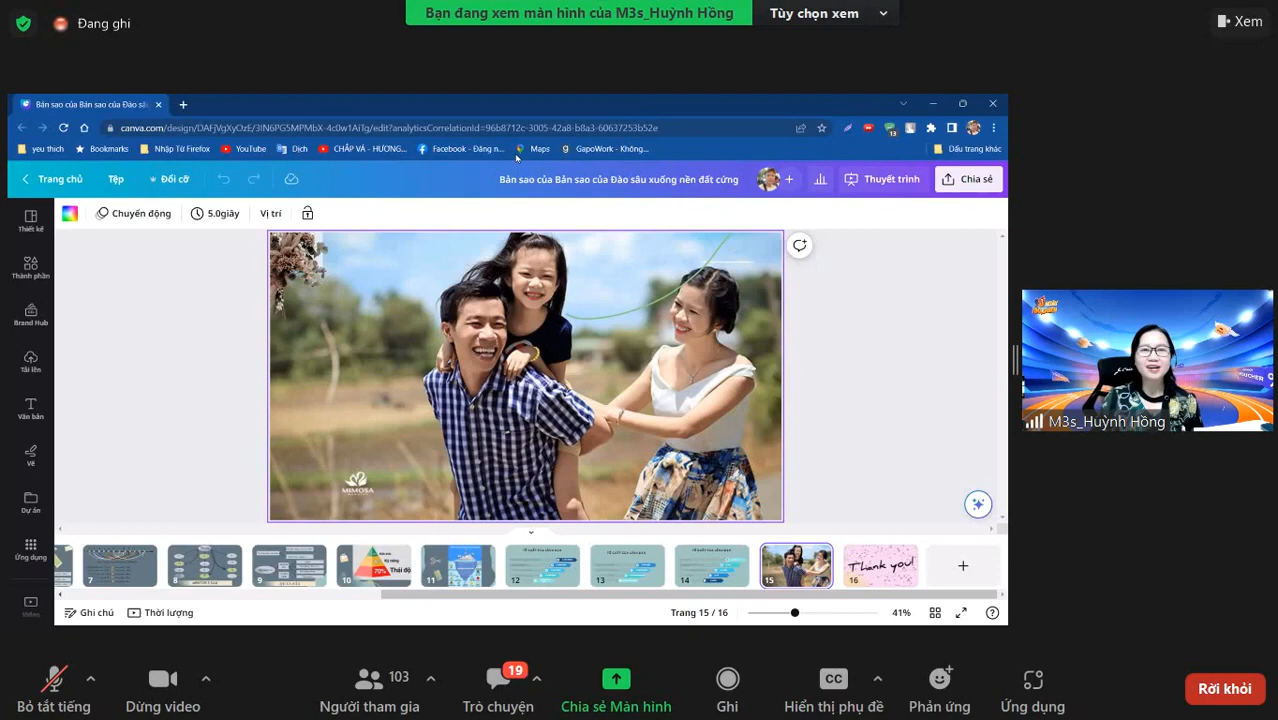 Đang ghi
Bạn đang xem màn hình của M3s_Huỳnh Hồng
Tùy chọn xem
Xem
Bản sao của Bản sao của Đào sâ
canva.com/design/DAFjVgXyOzE/3IN6PG5MPMbX-4c0w1AiTg/edit?analyticsCorrelationId=96b8712c-3005-42a8-b8a3-60637253b52e
yeu thich
Bookmarks
Nhập Từ Firefox
YouTube
Dịch
CHẮP VÁ - HƯƠNG...
Facebook - Đăng n...
Maps
GapoWork - Không...
Dấu trang khác
Trang chủ
Tệp
Đổi cỡ
Bản sao của Bản sao của Đào sâu xuống nền đất cứng
Thuyết trình
Chia sẻ
Thiết kế
Chuyển động
5.0giây
Vị trí
Thành phần
Brand Hub
Tải lên
Văn bản
Vẽ
Dự án
Ứng dụng
Video
MIMOSA
M3s_Huỳnh Hồng
7
8
9
10
70%
Thái độ
11
12
13
14
15
16
Thank you!
Ghi chú
Thời lượng
Trang 15 / 16
41%
Bỏ tắt tiếng
Dừng video
103
Người tham gia
19
Trò chuyện
Chia sẻ Màn hình
Ghi
CC
Hiển thị phụ đề
Phản ứng
Ứng dụng
Rời khỏi